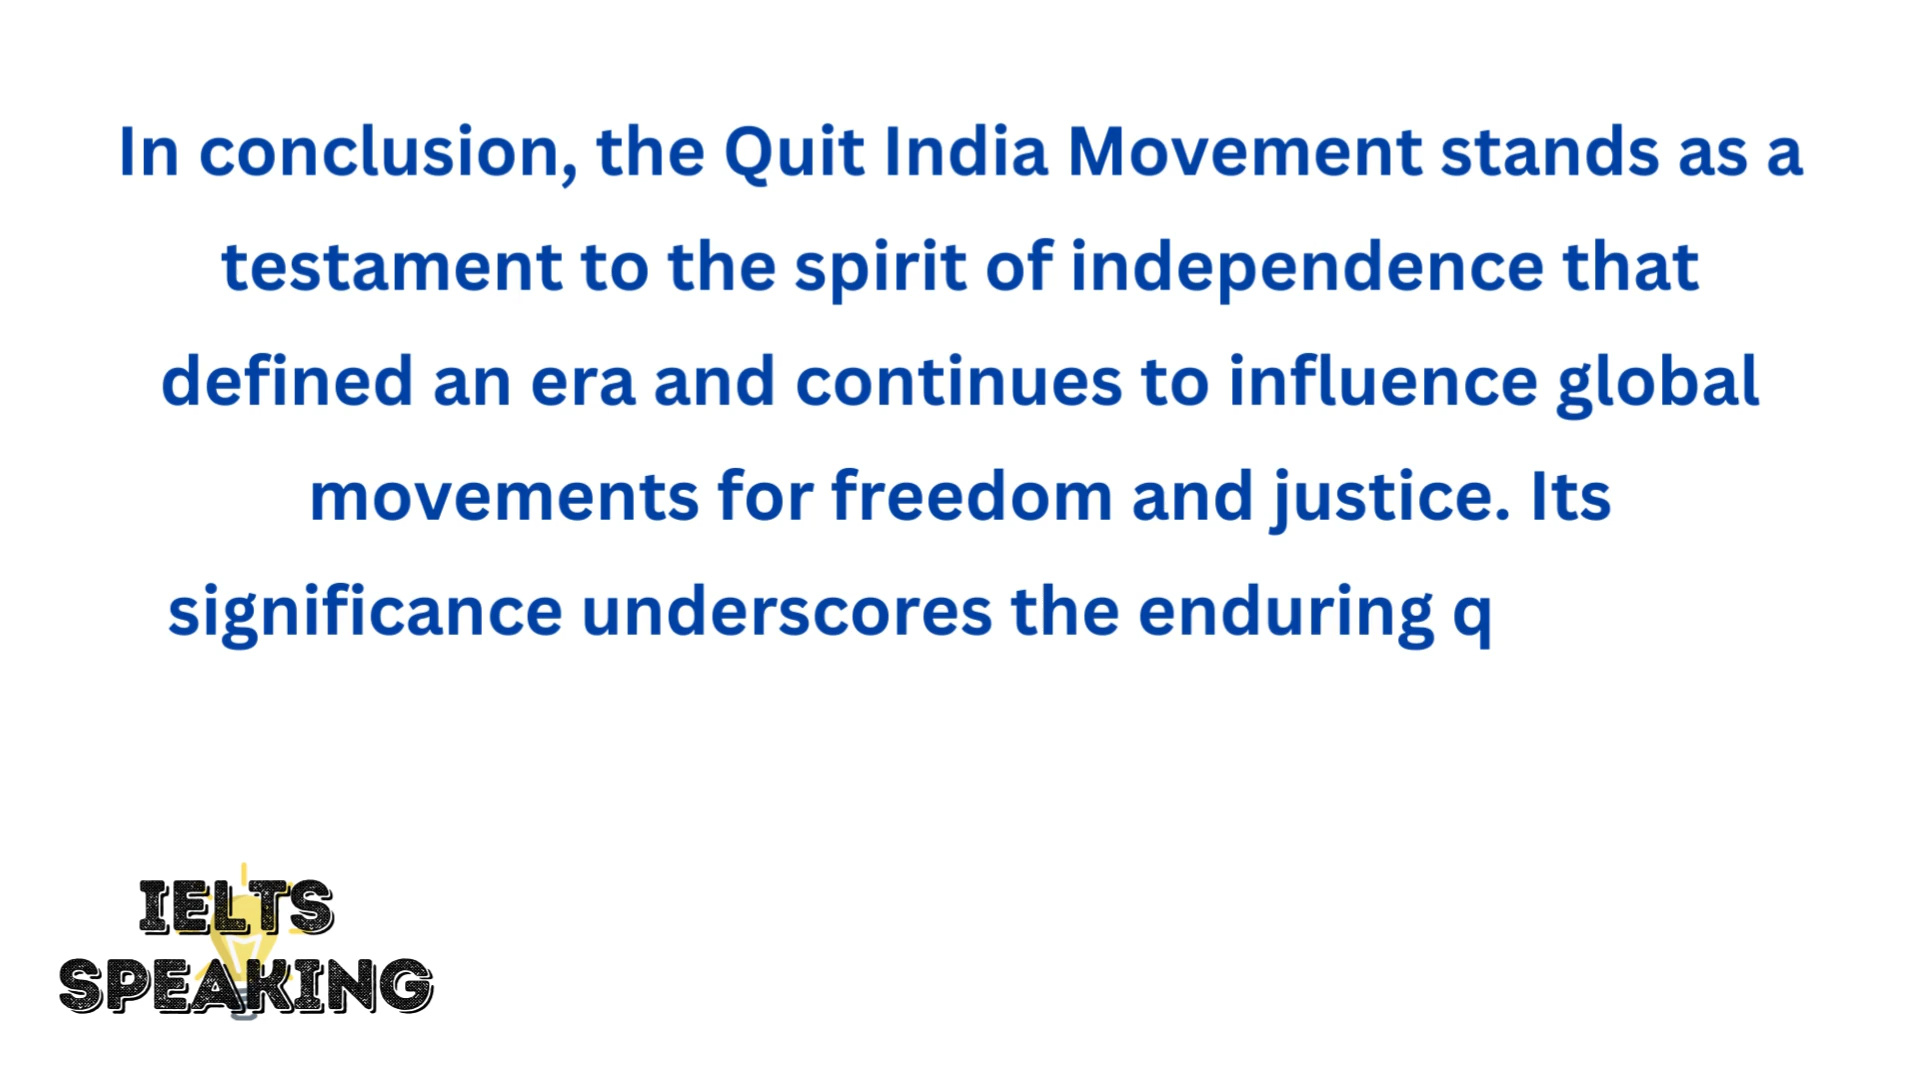 In conclusion, the Quit India Movement stands as a
testament to the spirit of independence that
defined an era and continues to influence global
movements for freedom and justice. Its
significance underscores the enduring q
IELTS
SPEAKING